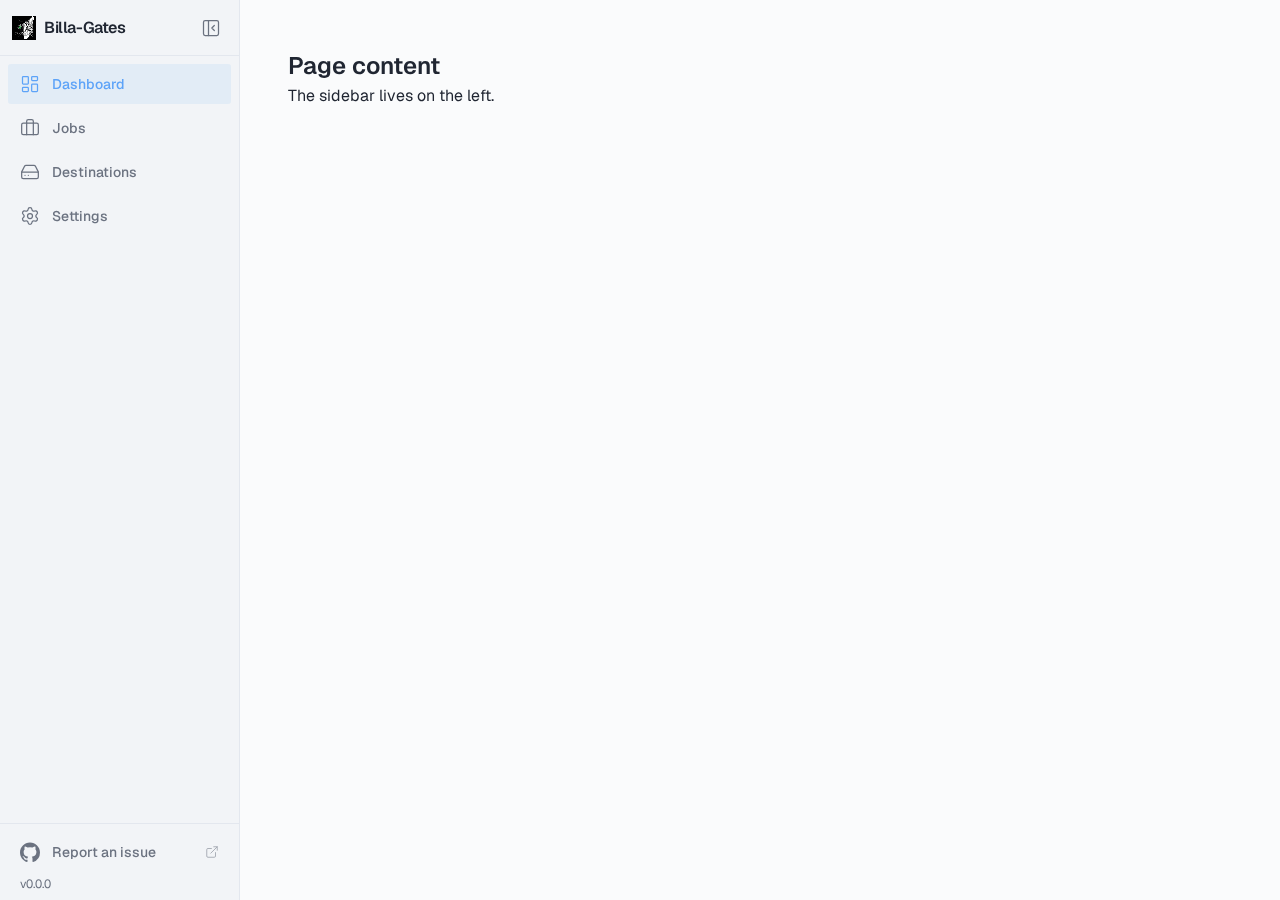 Billa-Gates
Dashboard
Jobs
Destinations
Settings
Report an issue
v0.0.0
Page content
The sidebar lives on the left.